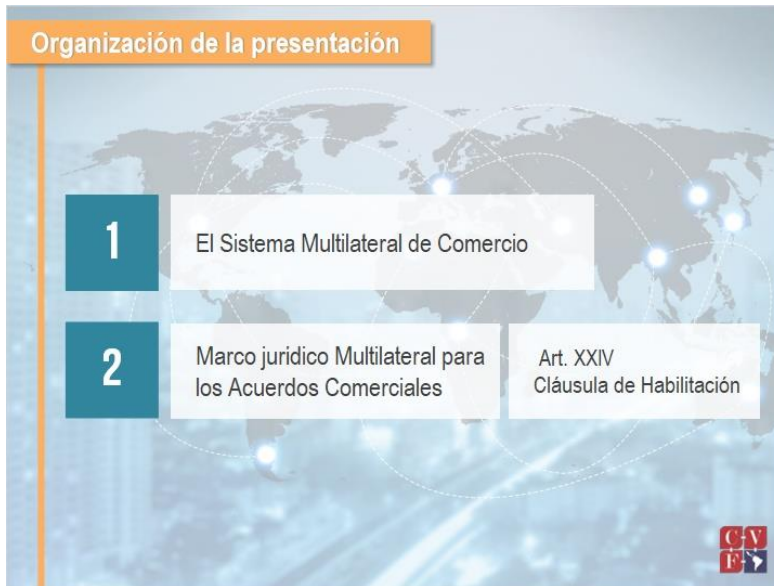 Organización de la presentación
1
El Sistema Multilateral de Comercio
2
Marco juridico Multilateral para
los Acuerdos Comerciales
Art. XXIV
Cláusula de Habilitación
C V
F